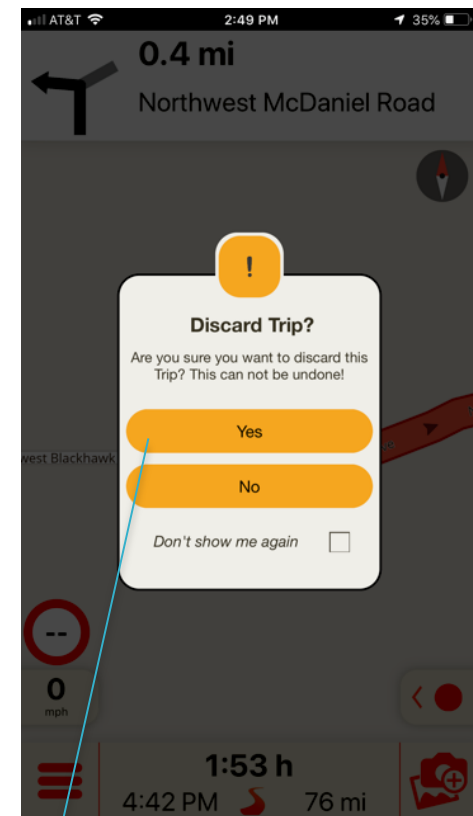 AT&T 2:49 PM 35%
0.4 mi
Northwest McDaniel Road
!
Discard Trip?
Are you sure you want to discard this
Trip? This can not be undone!
Yes
west Blackhawk
No
Don't show me again
--
0
mph
1:53 h
4:42 PM 76 mi